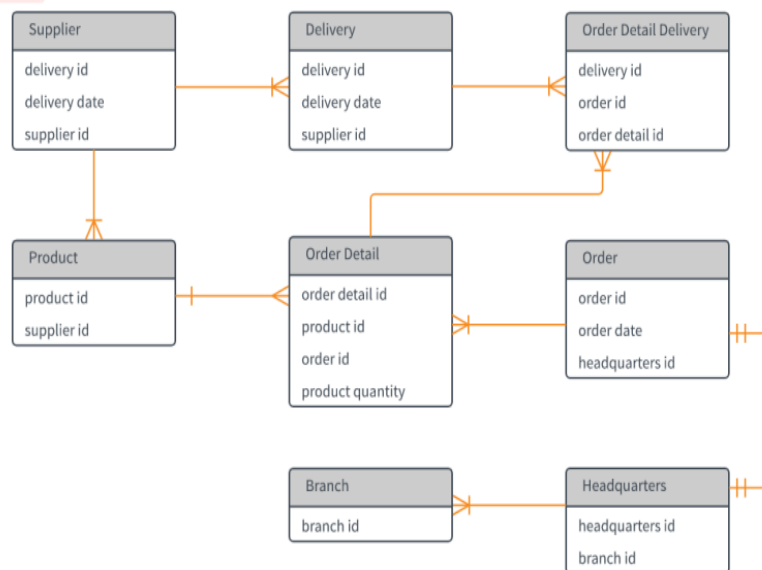 Supplier
delivery id
delivery date
supplier id
Delivery
delivery id
delivery date
supplier id
Order Detail Delivery
delivery id
order id
order detail id
Product
product id
supplier id
Order Detail
order detail id
product id
order id
product quantity
Order
order id
order date
headquarters id
Branch
branch id
Headquarters
headquarters id
branch id